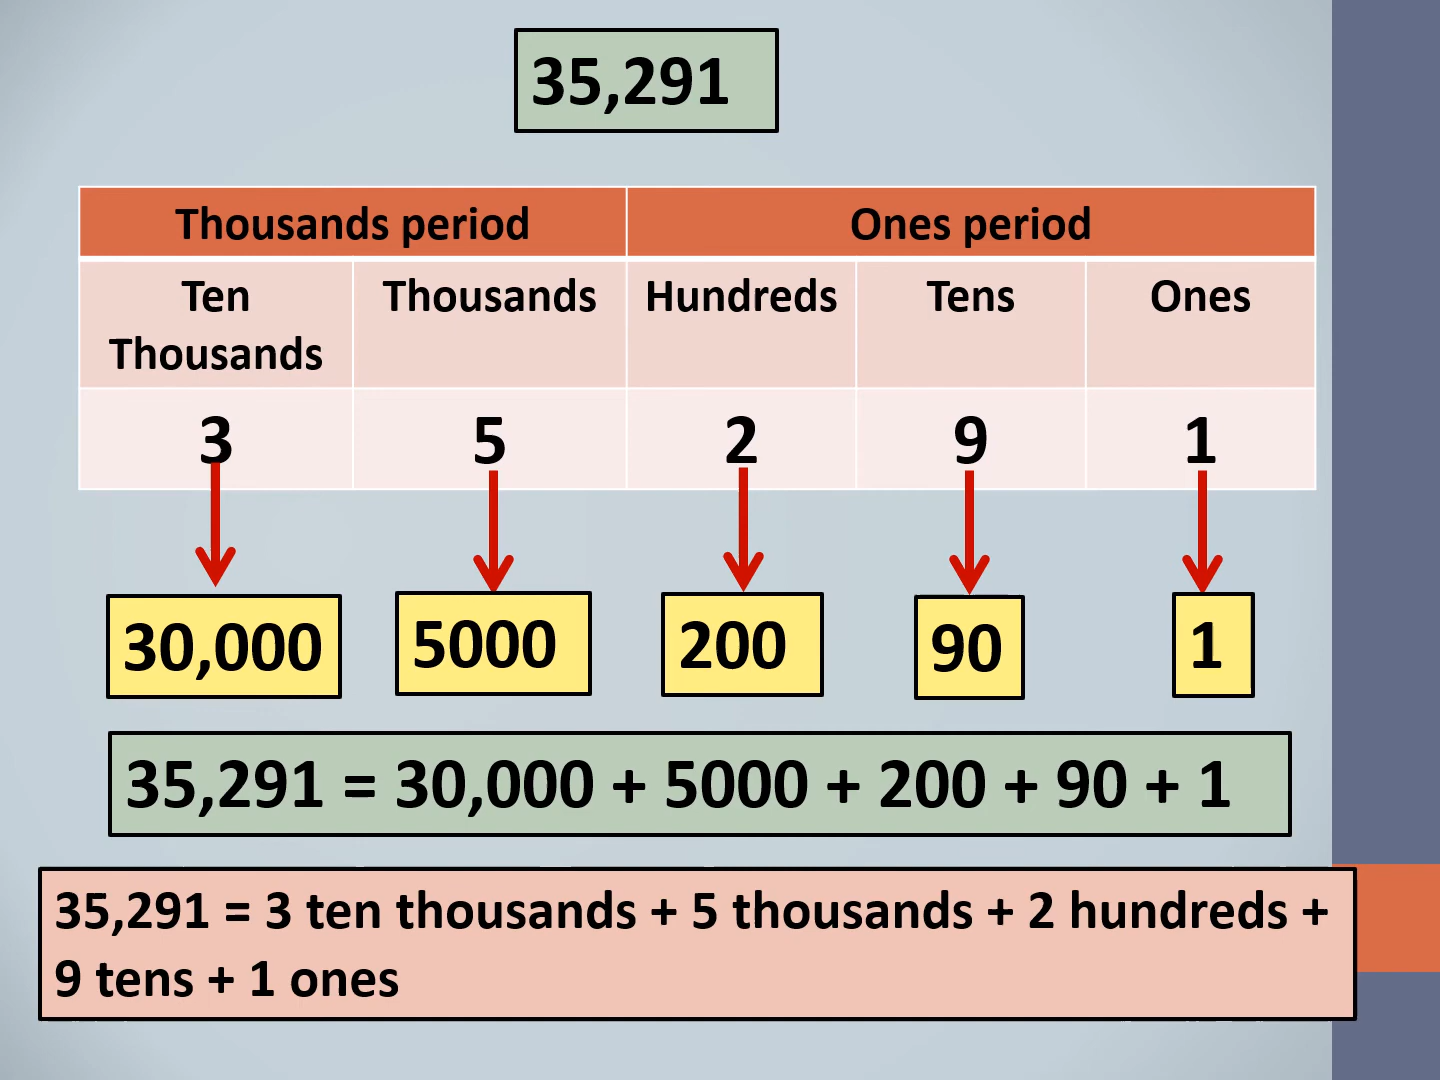 35,291
Thousands period Ones period
Ten Thousands Hundreds Tens Ones
Thousands
3 5 2 9 1
30,000 5000 200 90 1
35,291 = 30,000 + 5000 + 200 + 90 + 1
35,291 = 3 ten thousands + 5 thousands + 2 hundreds +
9 tens + 1 ones